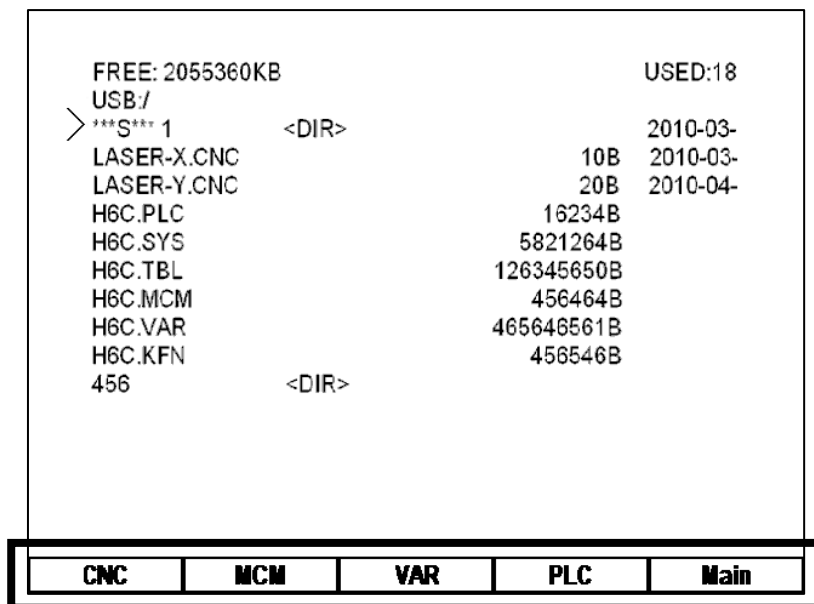 FREE: 2055360KB USED:18
USB:/
***S*** 1 <DIR> 2010-03-
LASER-X.CNC 10B 2010-03-
LASER-Y.CNC 20B 2010-04-
H6C.PLC 16234B
H6C.SYS 5821264B
H6C.TBL 126345650B
H6C.MCM 456464B
H6C.VAR 465646561B
H6C.KFN 456546B
456 <DIR>
CNC MCM VAR PLC Main